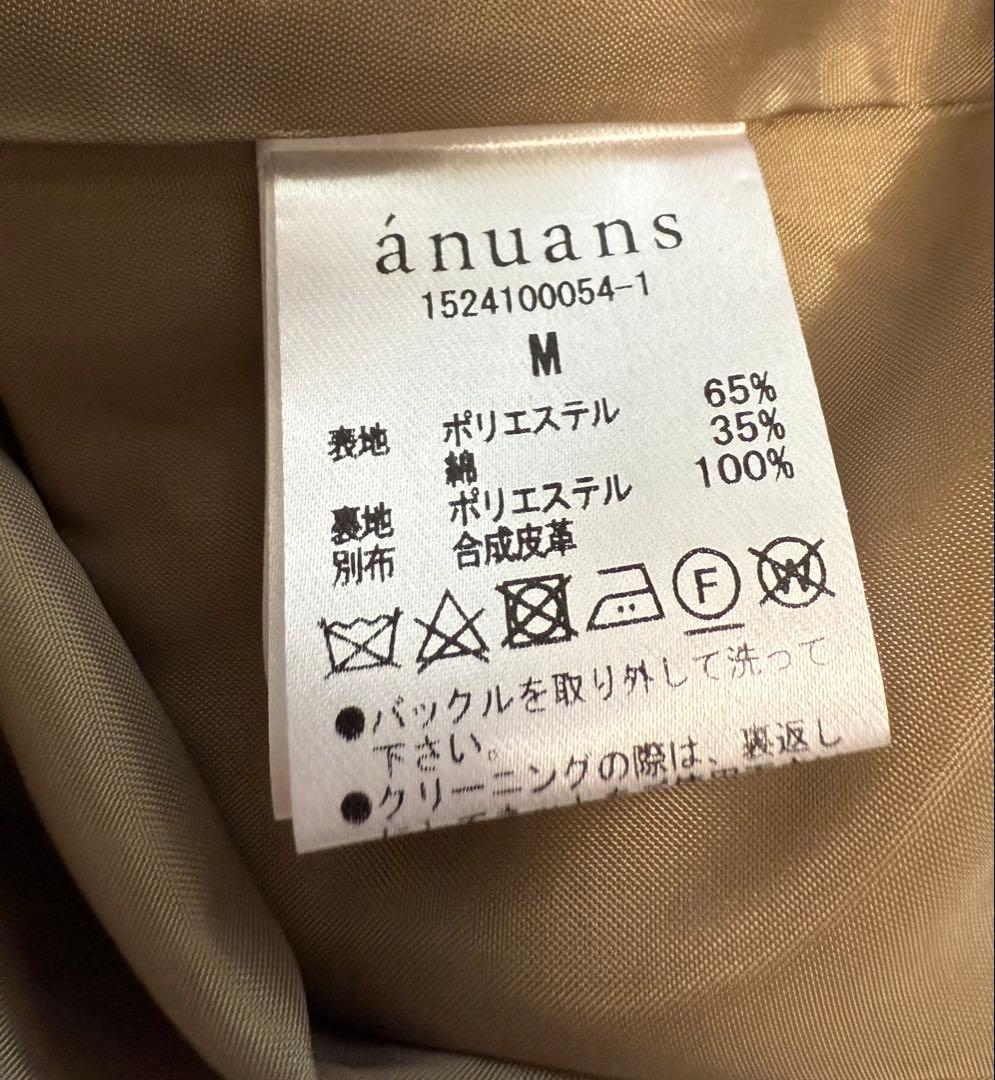 ánuans
1524100054-1
M
表地 ポリエステル 65%
綿 35%
裏地 ポリエステル 100%
別布 合成皮革
F W
●バックルを取り外して洗って
下さい。
●クリーニングの際は、裏返し